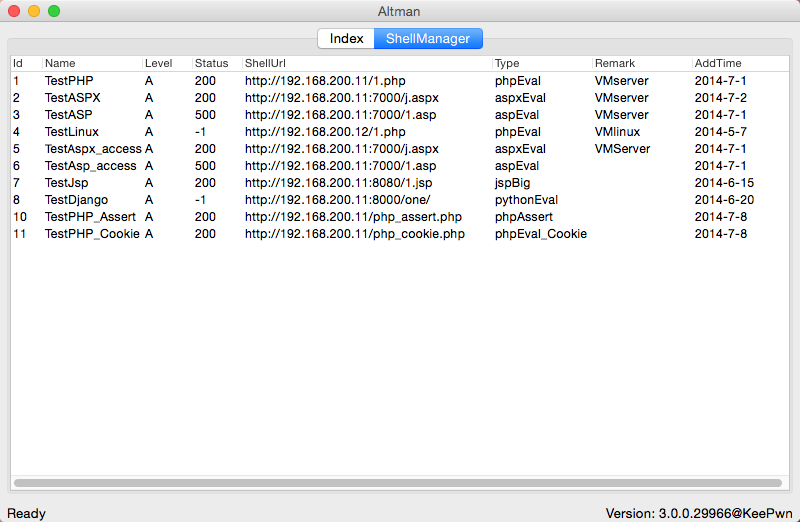 Altman
Index ShellManager
Id Name Level Status ShellUrl Type Remark AddTime
1 TestPHP A 200 http://192.168.200.11/1.php phpEval VMserver 2014-7-1
2 TestASPX A 200 http://192.168.200.11:7000/j.aspx aspxEval VMserver 2014-7-2
3 TestASP A 500 http://192.168.200.11:7000/1.asp aspEval VMserver 2014-7-1
4 TestLinux A -1 http://192.168.200.12/1.php phpEval VMlinux 2014-5-7
5 TestAspx_access A 200 http://192.168.200.11:7000/j.aspx aspxEval VMServer 2014-7-1
6 TestAsp_access A 500 http://192.168.200.11:7000/1.asp aspEval 2014-7-1
7 TestJsp A 200 http://192.168.200.11:8080/1.jsp jspBig 2014-6-15
8 TestDjango A -1 http://192.168.200.11:8000/one/ pythonEval 2014-6-20
10 TestPHP_Assert A 200 http://192.168.200.11/php_assert.php phpAssert 2014-7-8
11 TestPHP_Cookie A 200 http://192.168.200.11/php_cookie.php phpEval_Cookie 2014-7-8
Ready Version: 3.0.0.29966@KeePwn